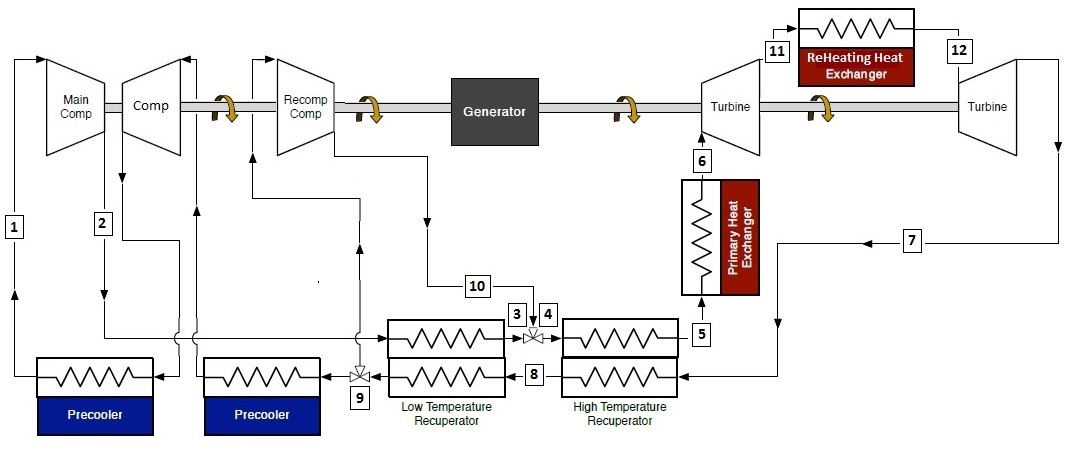 11
ReHeating Heat
Exchanger
12
Main
Comp
Comp
Recomp
Comp
Generator
Turbine
Turbine
6
Primary Heat
Exchanger
1
2
7
10
3
4
5
8
9
Precooler
Precooler
Low Temperature
Recuperator
High Temperature
Recuperator